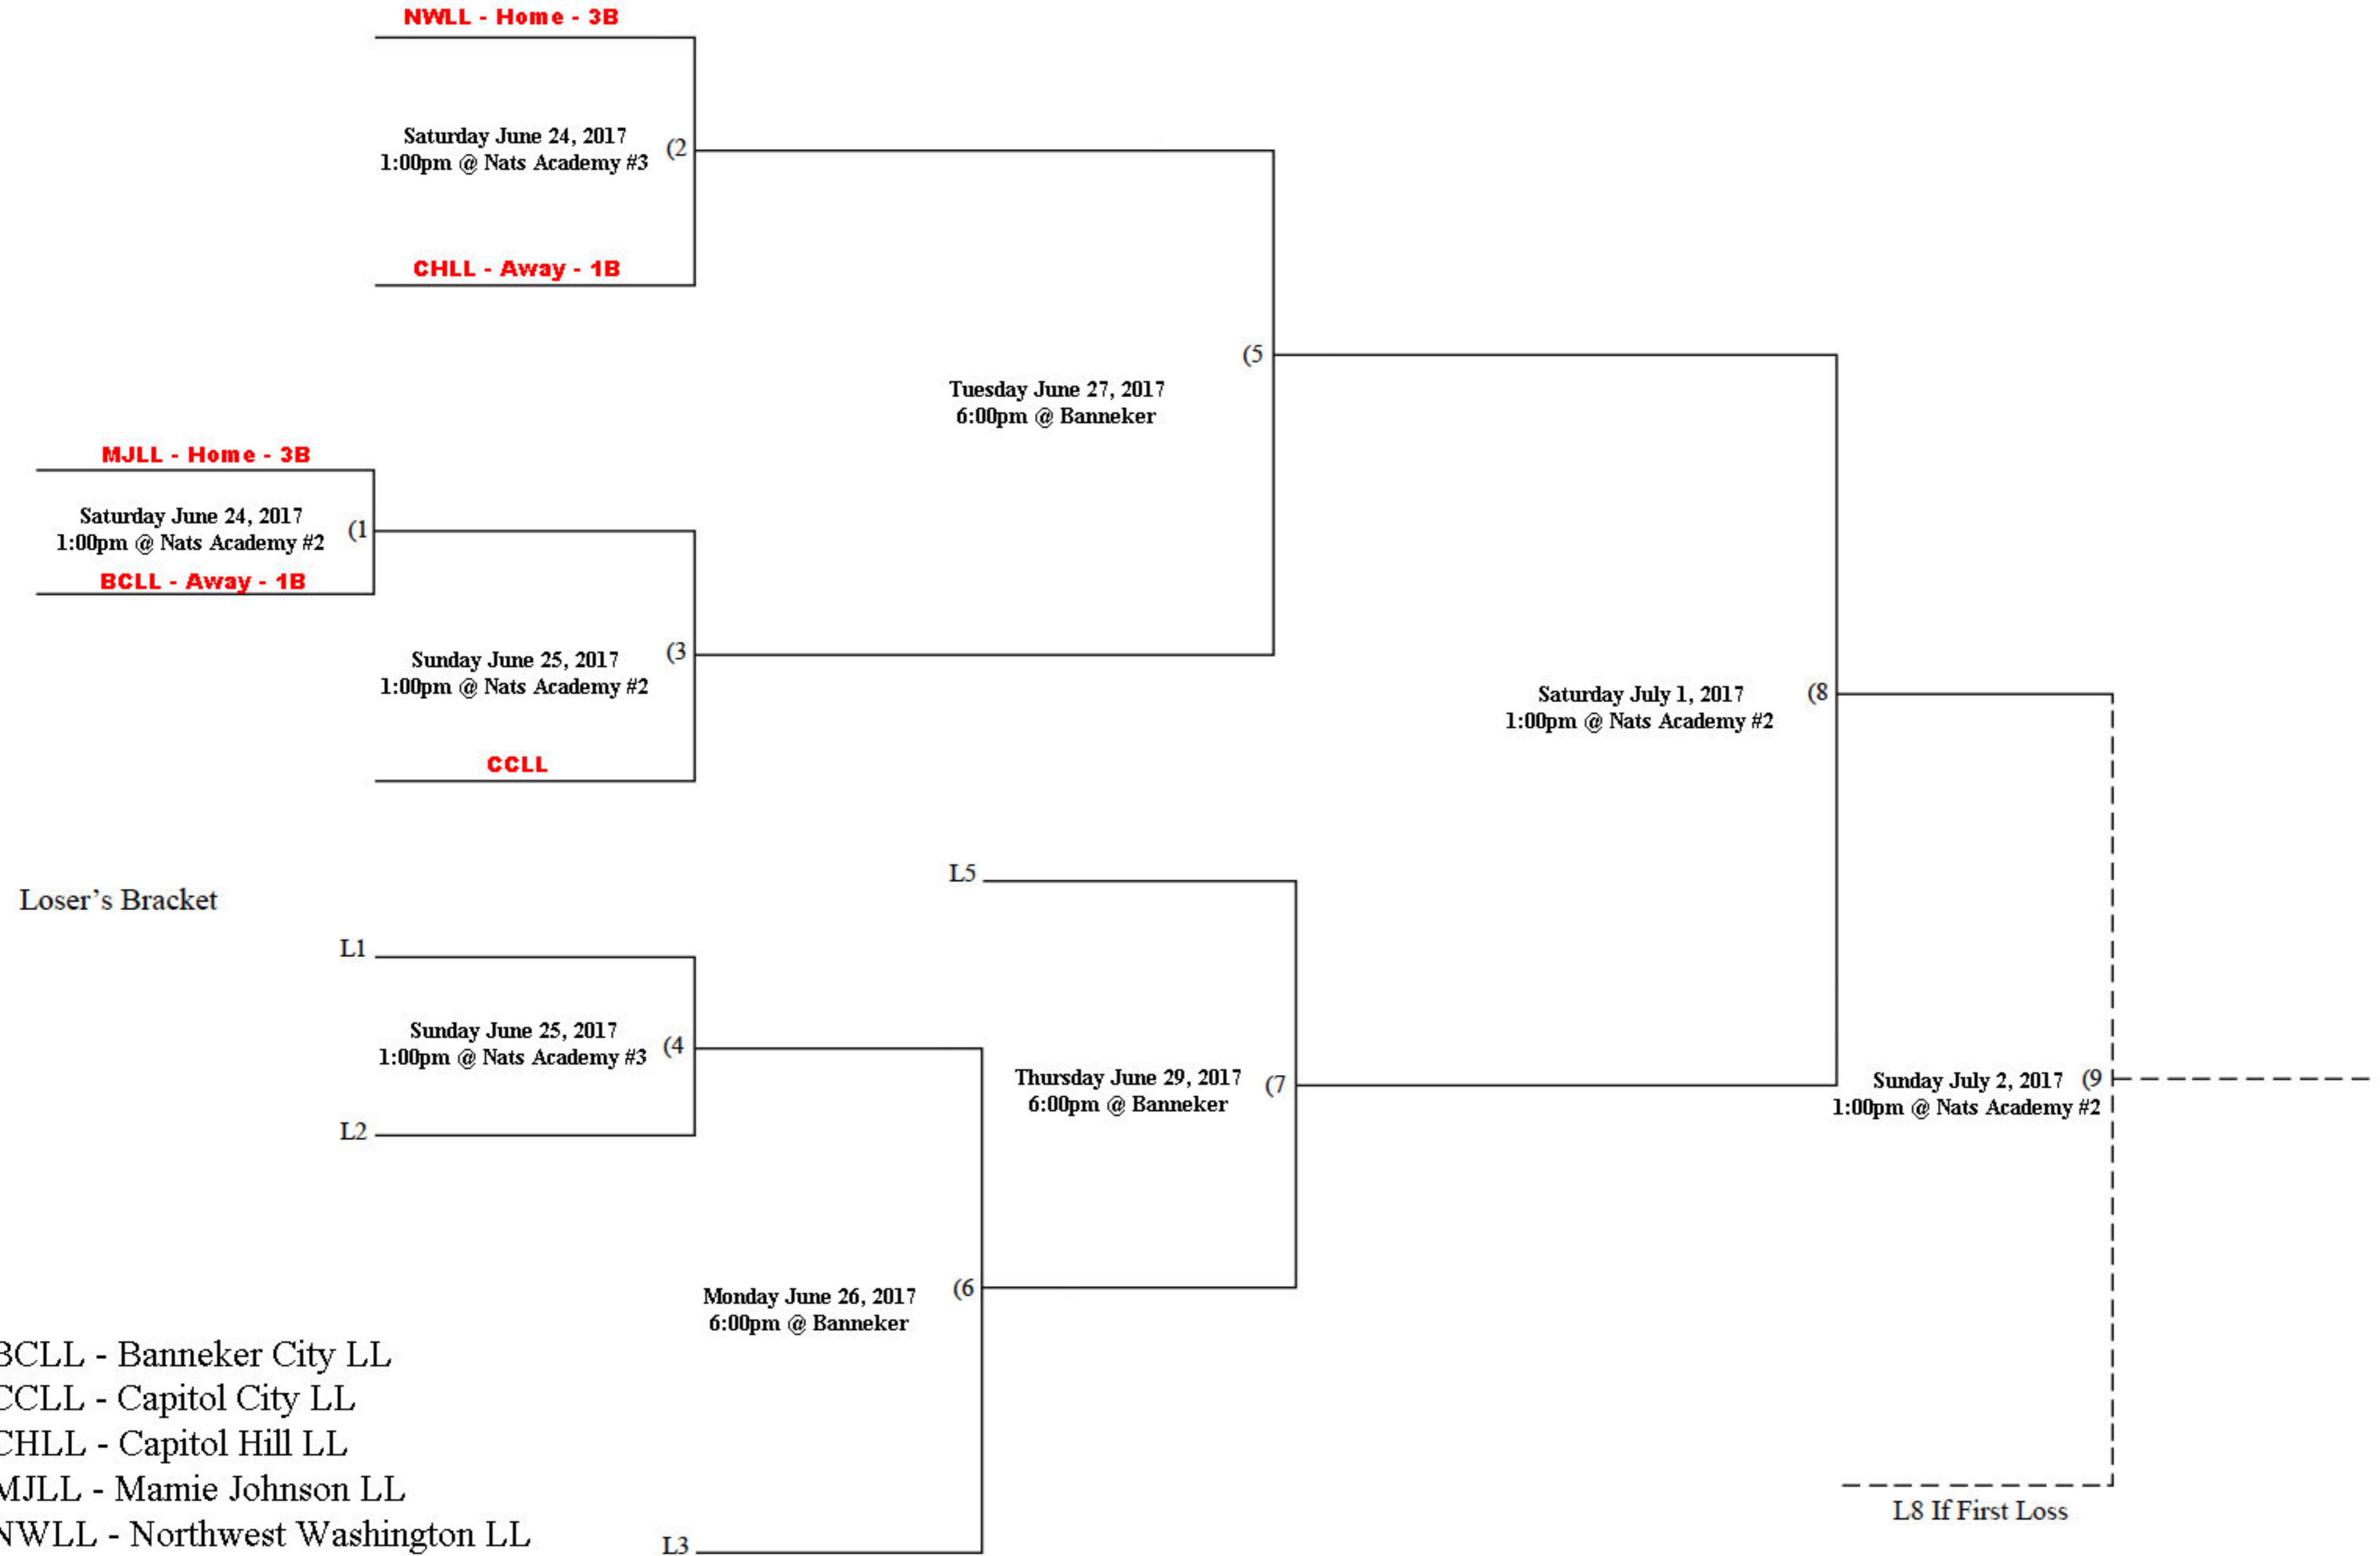 NWLL - Home - 3B
Saturday June 24, 2017
1:00pm @ Nats Academy #3
(2
CHLL - Away - 1B
(5
Tuesday June 27, 2017
6:00pm @ Banneker
MJLL - Home - 3B
Saturday June 24, 2017
1:00pm @ Nats Academy #2
(1
BCLL - Away - 1B
Sunday June 25, 2017
1:00pm @ Nats Academy #2
(3
Saturday July 1, 2017
1:00pm @ Nats Academy #2
(8
CCLL
L5
Loser’s Bracket
L1
Sunday June 25, 2017
1:00pm @ Nats Academy #3
(4
Thursday June 29, 2017
6:00pm @ Banneker
(7
Sunday July 2, 2017
1:00pm @ Nats Academy #2
(9
L2
Monday June 26, 2017
6:00pm @ Banneker
(6
BCLL - Banneker City LL
CCLL - Capitol City LL
CHLL - Capitol Hill LL
MJLL - Mamie Johnson LL
NWLL - Northwest Washington LL
L3
L8 If First Loss